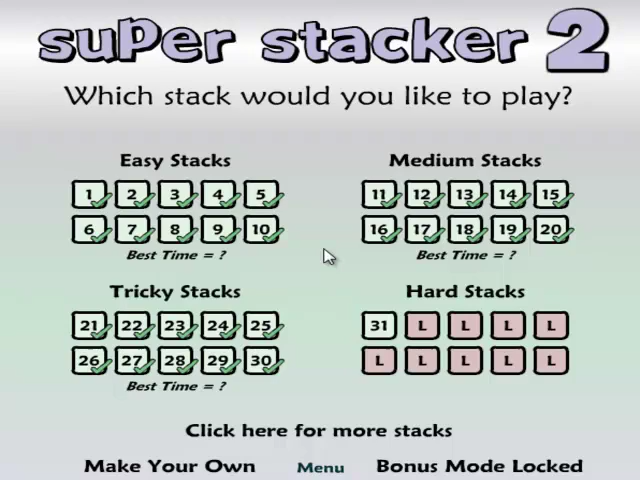 super stacker 2
Which stack would you like to play?
Easy Stacks
1 2 3 4 5
6 7 8 9 10
Best Time = ?
Medium Stacks
11 12 13 14 15
16 17 18 19 20
Best Time = ?
Tricky Stacks
21 22 23 24 25
26 27 28 29 30
Best Time = ?
Hard Stacks
31 L L L L
L L L L L
Click here for more stacks
Make Your Own Menu Bonus Mode Locked